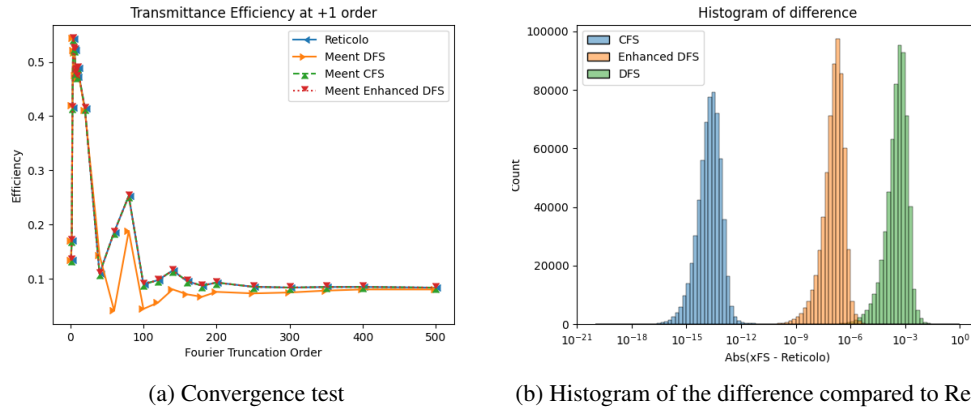 Transmittance Efficiency at +1 order
Reticolo
Meent DFS
Meent CFS
Meent Enhanced DFS
0.5
0.4
0.3
0.2
0.1
Efficiency
0 100 200 300 400 500
Fourier Truncation Order
(a) Convergence test
Histogram of difference
CFS
Enhanced DFS
DFS
100000
80000
60000
40000
20000
0
Count
10⁻²¹ 10⁻¹⁸ 10⁻¹⁵ 10⁻¹² 10⁻⁹ 10⁻⁶ 10⁻³ 10⁰
Abs(xFS - Reticolo)
(b) Histogram of the difference compared to Re